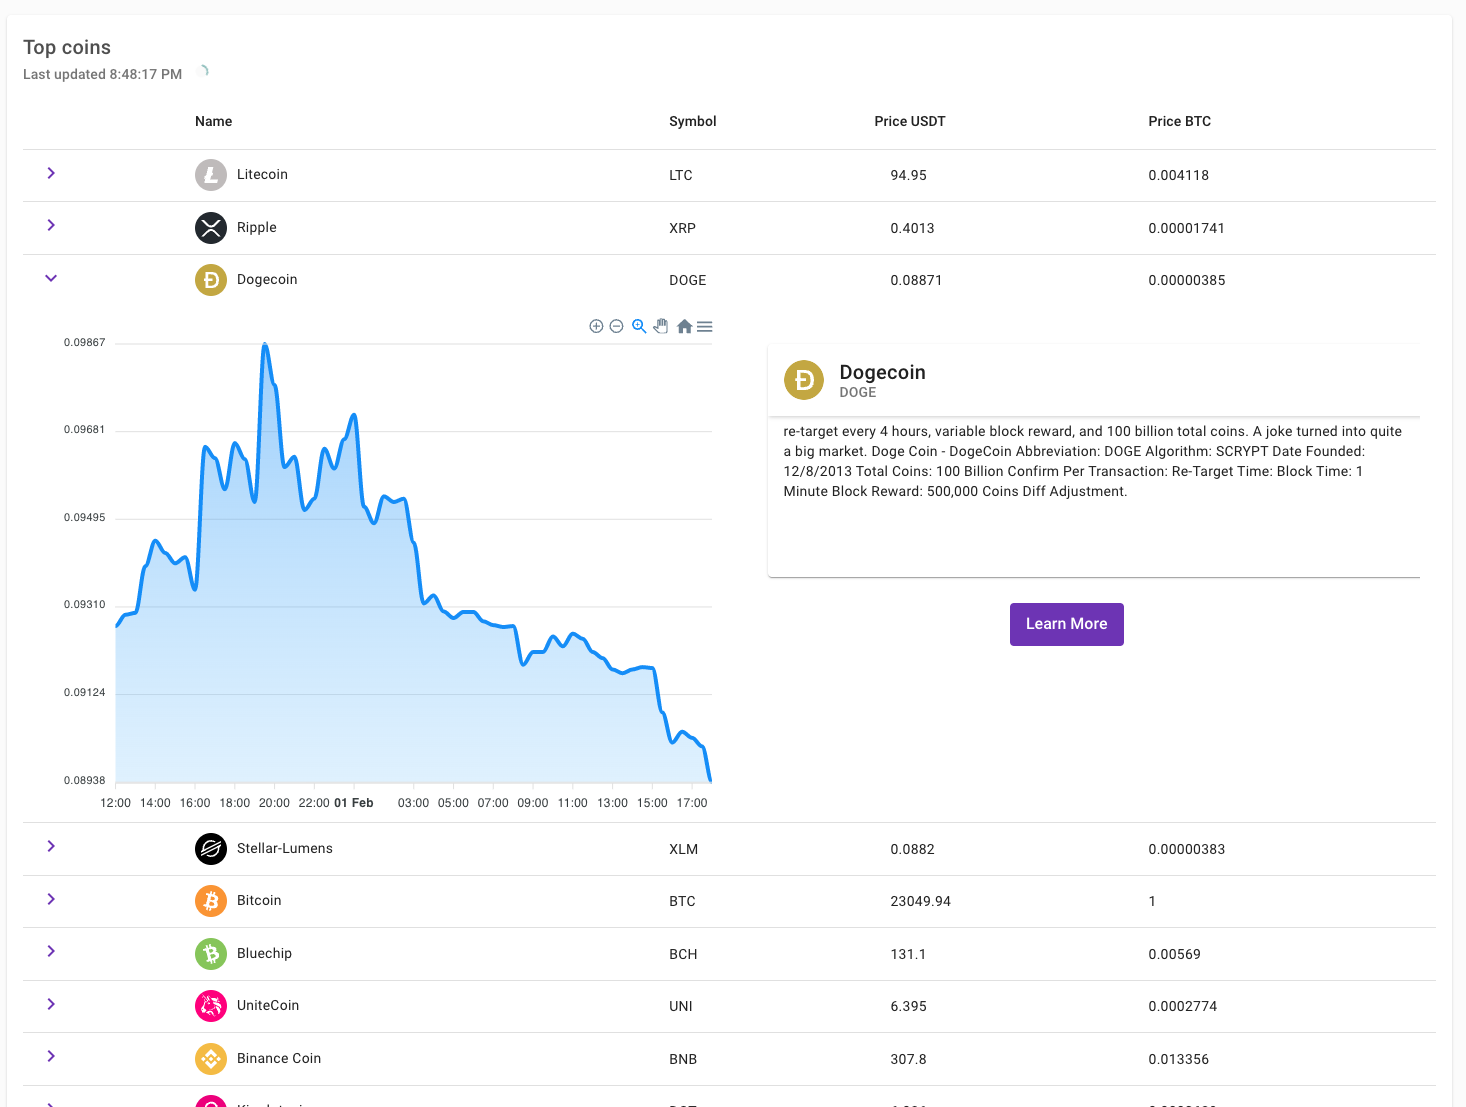 Top coins
Last updated 8:48:17 PM
Name Symbol Price USDT Price BTC
Litecoin LTC 94.95 0.004118
Ripple XRP 0.4013 0.00001741
Dogecoin DOGE 0.08871 0.00000385
0.09867
0.09681
0.09495
0.09310
0.09124
0.08938
12:00 14:00 16:00 18:00 20:00 22:00 01 Feb 03:00 05:00 07:00 09:00 11:00 13:00 15:00 17:00
Dogecoin
DOGE
re-target every 4 hours, variable block reward, and 100 billion total coins. A joke turned into quite
a big market. Doge Coin - DogeCoin Abbreviation: DOGE Algorithm: SCRYPT Date Founded:
12/8/2013 Total Coins: 100 Billion Confirm Per Transaction: Re-Target Time: Block Time: 1
Minute Block Reward: 500,000 Coins Diff Adjustment.
Learn More
Stellar-Lumens XLM 0.0882 0.00000383
Bitcoin BTC 23049.94 1
Bluechip BCH 131.1 0.00569
UniteCoin UNI 6.395 0.0002774
Binance Coin BNB 307.8 0.013356